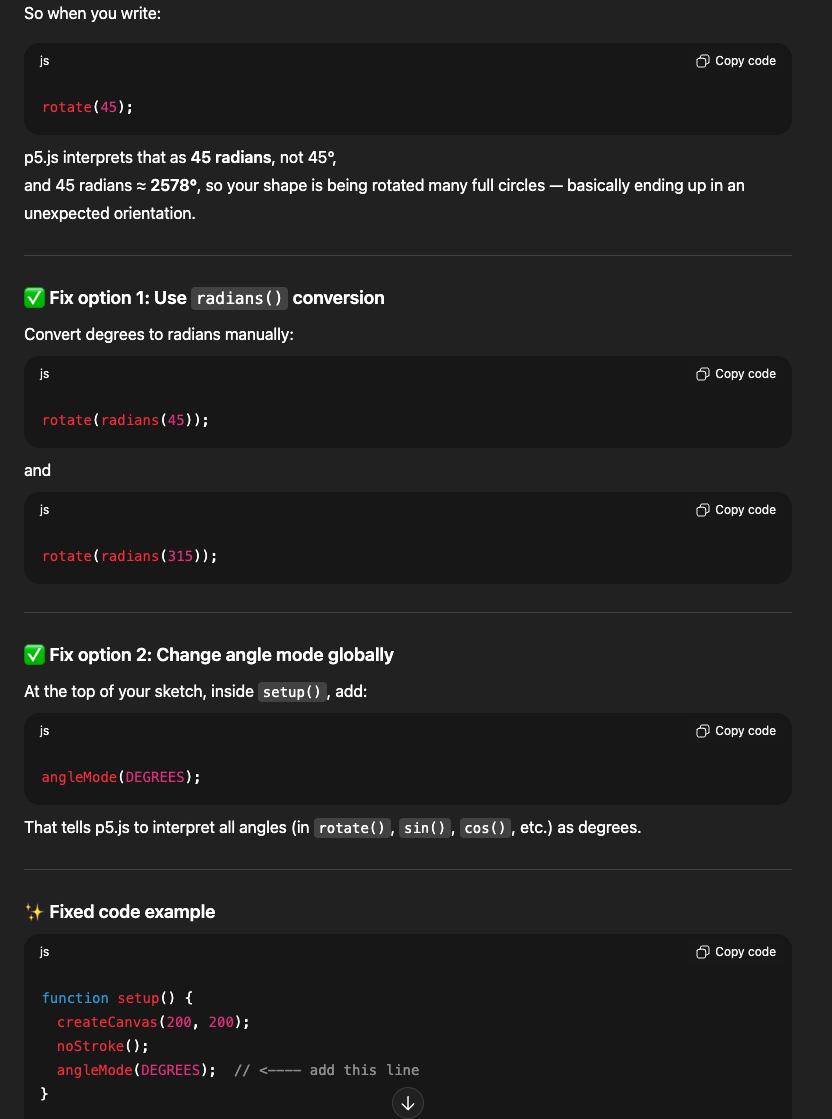 So when you write:
js
Copy code
rotate(45);
p5.js interprets that as 45 radians, not 45°,
and 45 radians ≈ 2578°, so your shape is being rotated many full circles — basically ending up in an
unexpected orientation.
✅ Fix option 1: Use radians() conversion
Convert degrees to radians manually:
js
Copy code
rotate(radians(45));
and
js
Copy code
rotate(radians(315));
✅ Fix option 2: Change angle mode globally
At the top of your sketch, inside setup(), add:
js
Copy code
angleMode(DEGREES);
That tells p5.js to interpret all angles (in rotate(), sin(), cos(), etc.) as degrees.
✨ Fixed code example
js
Copy code
function setup() {
  createCanvas(200, 200);
  noStroke();
  angleMode(DEGREES);  // <---- add this line
}